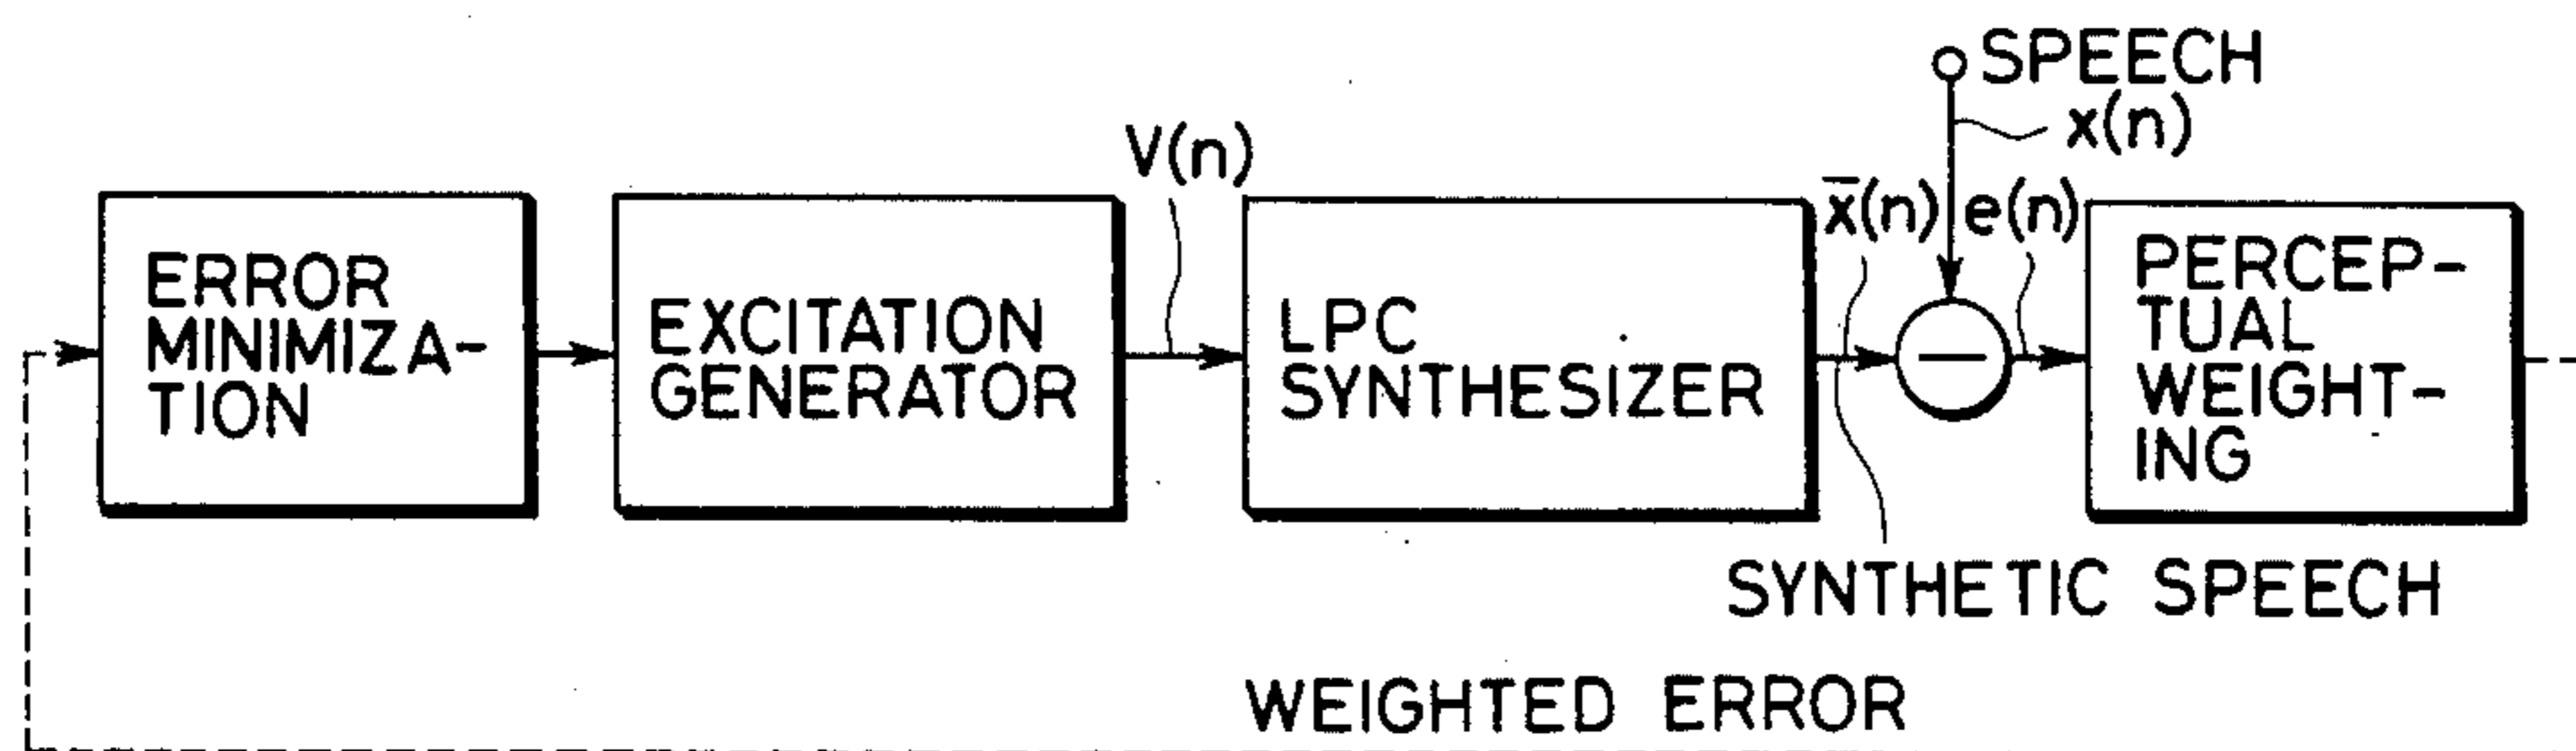 SPEECH
x(n)
V(n)
x̄(n)
e(n)
ERROR
MINIMIZA-
TION
EXCITATION
GENERATOR
LPC
SYNTHESIZER
—
PERCEP-
TUAL
WEIGHT-
ING
SYNTHETIC SPEECH
WEIGHTED ERROR